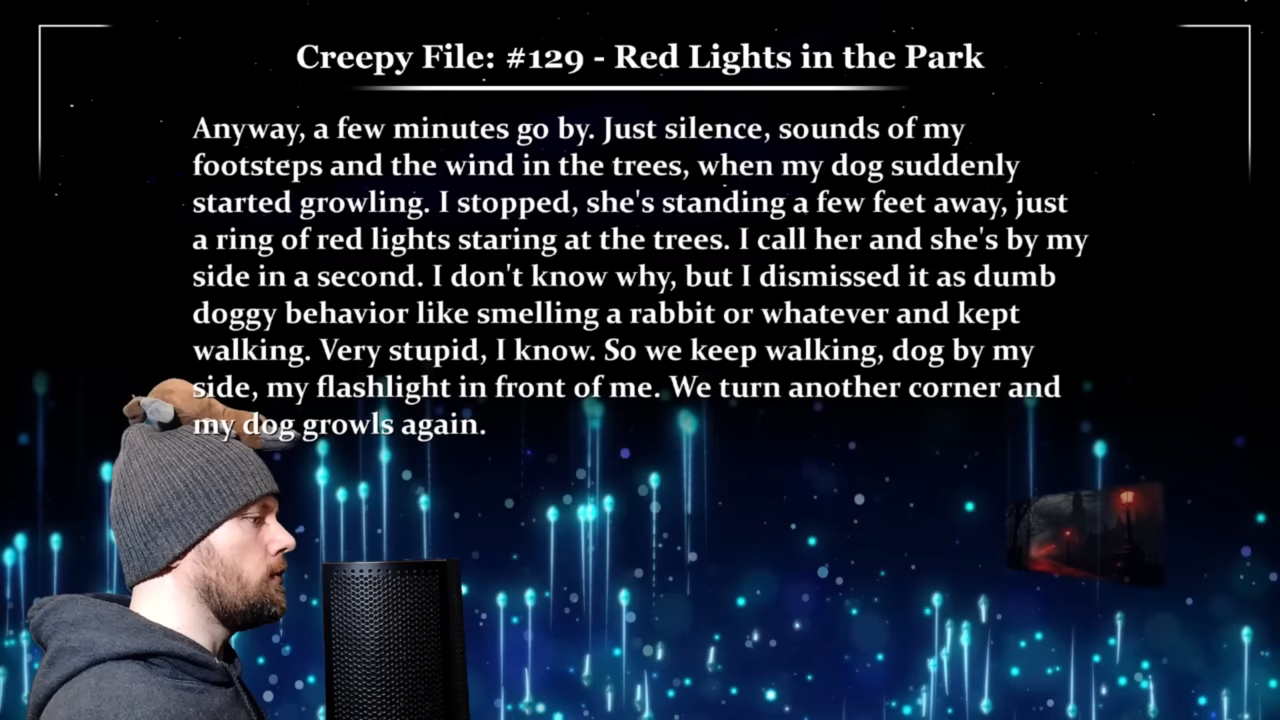 Creepy File: #129 - Red Lights in the Park
Anyway, a few minutes go by. Just silence, sounds of my
footsteps and the wind in the trees, when my dog suddenly
started growling. I stopped, she's standing a few feet away, just
a ring of red lights staring at the trees. I call her and she's by my
side in a second. I don't know why, but I dismissed it as dumb
doggy behavior like smelling a rabbit or whatever and kept
walking. Very stupid, I know. So we keep walking, dog by my
side, my flashlight in front of me. We turn another corner and
my dog growls again.